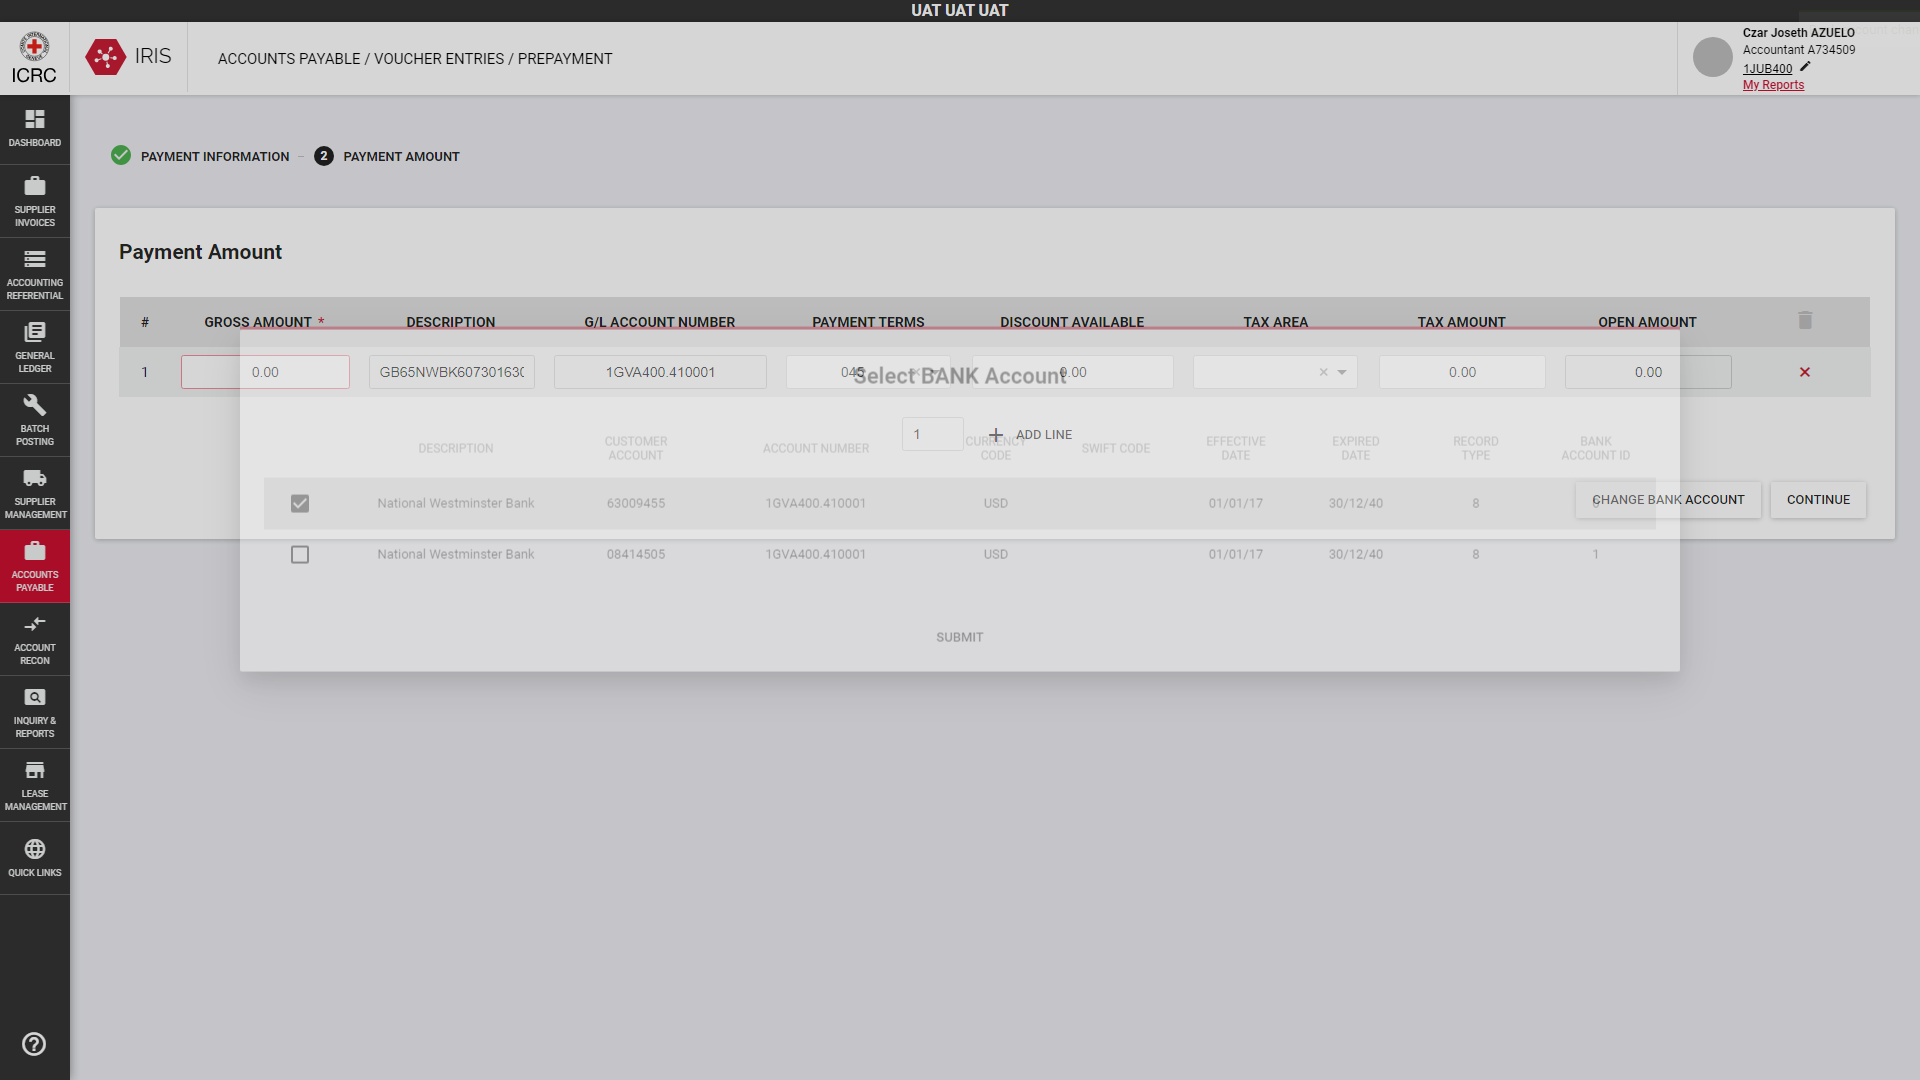 UAT UAT UAT
ICRC
IRIS
ACCOUNTS PAYABLE / VOUCHER ENTRIES / PREPAYMENT
Czar Joseth AZUELO
Accountant A734509
1JUB400
My Reports
DASHBOARD
SUPPLIER
INVOICES
ACCOUNTING
REFERENTIAL
GENERAL
LEDGER
BATCH
POSTING
SUPPLIER
MANAGEMENT
ACCOUNTS
PAYABLE
ACCOUNT
RECON
INQUIRY &
REPORTS
LEASE
MANAGEMENT
QUICK LINKS
PAYMENT INFORMATION
2 PAYMENT AMOUNT
Payment Amount
# GROSS AMOUNT * DESCRIPTION G/L ACCOUNT NUMBER PAYMENT TERMS DISCOUNT AVAILABLE TAX AREA TAX AMOUNT OPEN AMOUNT
1 0.00 GB65NWBK60730163 1GVA400.410001 045 0.00 0.00 0.00
1 ADD LINE
CHANGE BANK ACCOUNT CONTINUE
Select BANK Account
DESCRIPTION CUSTOMER ACCOUNT ACCOUNT NUMBER CURRENCY CODE SWIFT CODE EFFECTIVE DATE EXPIRED DATE RECORD TYPE BANK ACCOUNT ID
National Westminster Bank 63009455 1GVA400.410001 USD 01/01/17 30/12/40 8
National Westminster Bank 08414505 1GVA400.410001 USD 01/01/17 30/12/40 8 1
SUBMIT